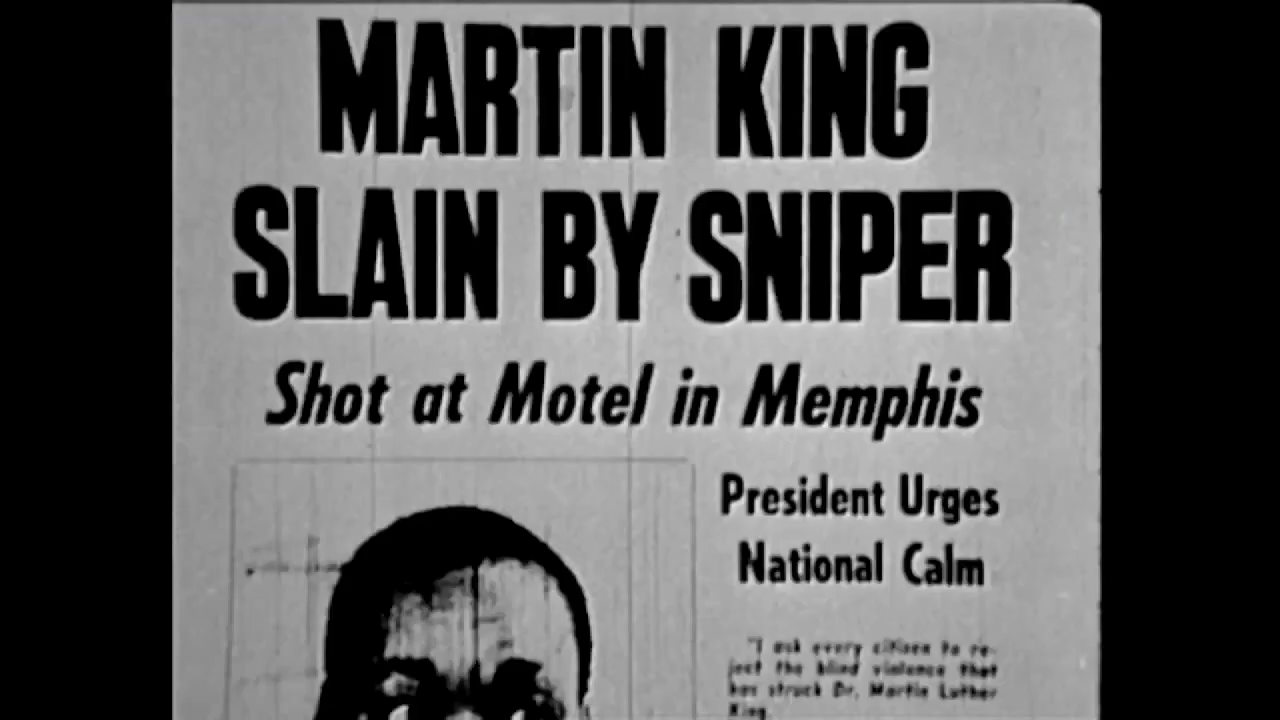 MARTIN KING
SLAIN BY SNIPER
Shot at Motel in Memphis
President Urges
National Calm
"I ask every citizen to re-
ject the blind violence that
has struck Dr. Martin Luther
King.